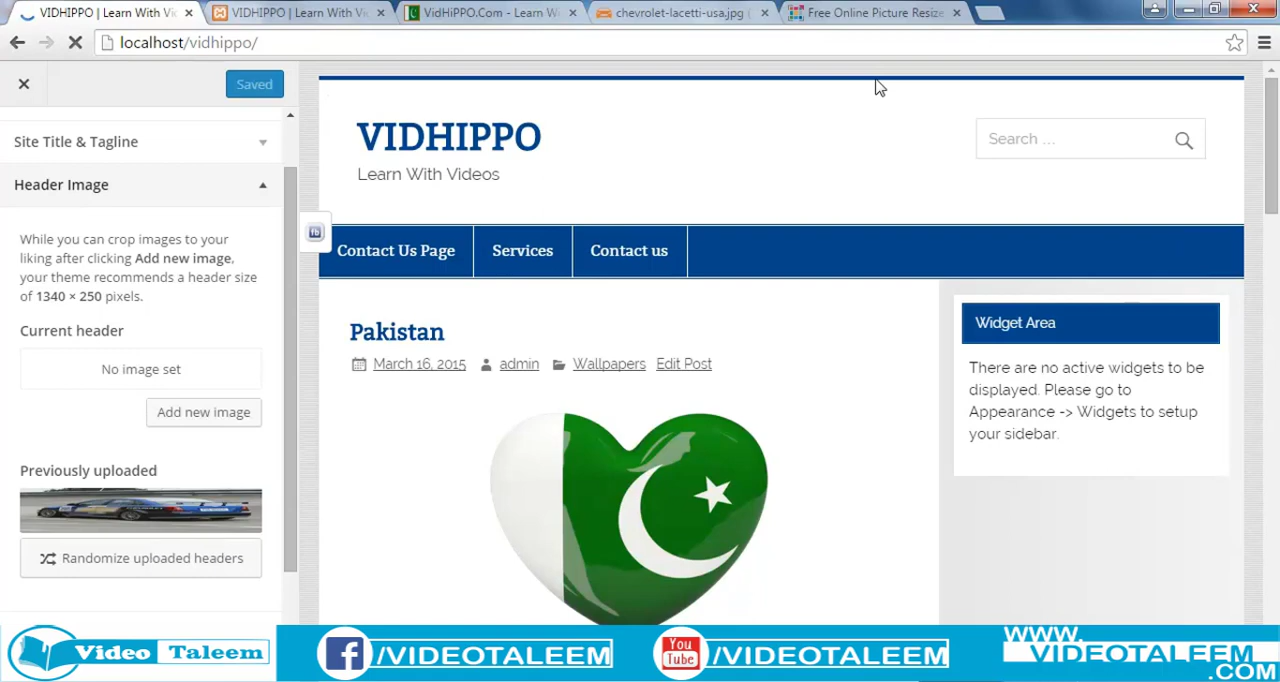 VIDHIPPO | Learn With Vid
VIDHIPPO | Learn With Vi
VidHiPPO.Com - Learn W
chevrolet-lacetti-usa.jpg (
Free Online Picture Resize
localhost/vidhippo/
Saved
Site Title & Tagline
Header Image
While you can crop images to your
liking after clicking Add new image,
your theme recommends a header size
of 1340 × 250 pixels.
Current header
No image set
Add new image
Previously uploaded
Randomize uploaded headers
VIDHIPPO
Learn With Videos
Search ...
fb
Contact Us Page
Services
Contact us
Pakistan
March 16, 2015
admin
Wallpapers
Edit Post
Widget Area
There are no active widgets to be
displayed. Please go to
Appearance -> Widgets to setup
your sidebar.
Video Taleem
/VIDEOTALEEM
You
Tube
/VIDEOTALEEM
WWW.
VIDEOTALEEM
.COM